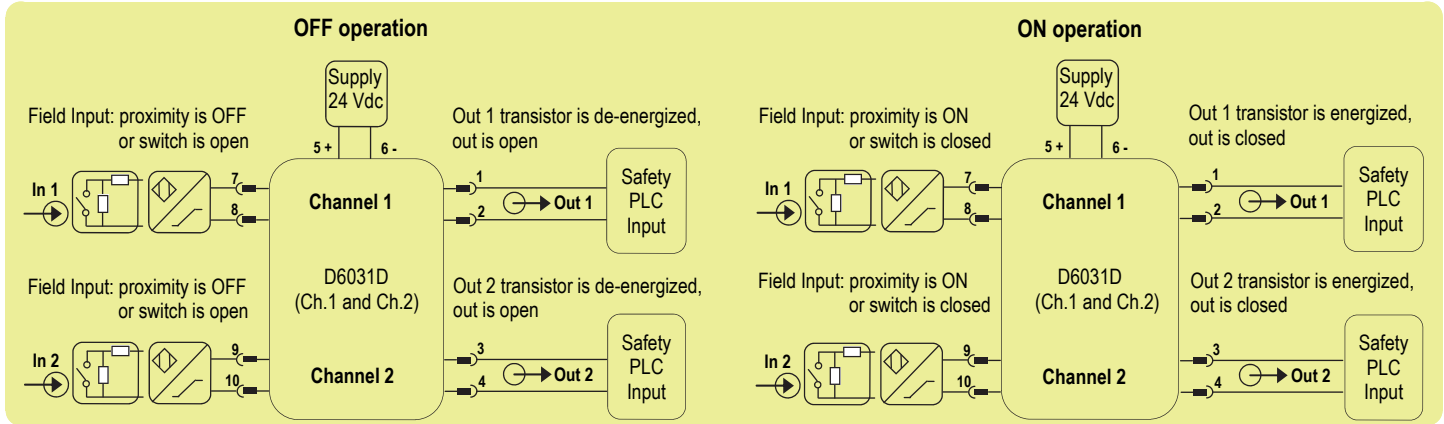 OFF operation
Supply
24 Vdc
5 +
6 -
Field Input: proximity is OFF
or switch is open
Out 1 transistor is de-energized,
out is open
In 1
7
8
Channel 1
1
2
Out 1
Safety
PLC
Input
D6031D
(Ch.1 and Ch.2)
Field Input: proximity is OFF
or switch is open
Out 2 transistor is de-energized,
out is open
In 2
9
10
Channel 2
3
4
Out 2
Safety
PLC
Input
ON operation
Supply
24 Vdc
5 +
6 -
Field Input: proximity is ON
or switch is closed
Out 1 transistor is energized,
out is closed
In 1
7
8
Channel 1
1
2
Out 1
Safety
PLC
Input
D6031D
(Ch.1 and Ch.2)
Field Input: proximity is ON
or switch is closed
Out 2 transistor is energized,
out is closed
In 2
9
10
Channel 2
3
4
Out 2
Safety
PLC
Input